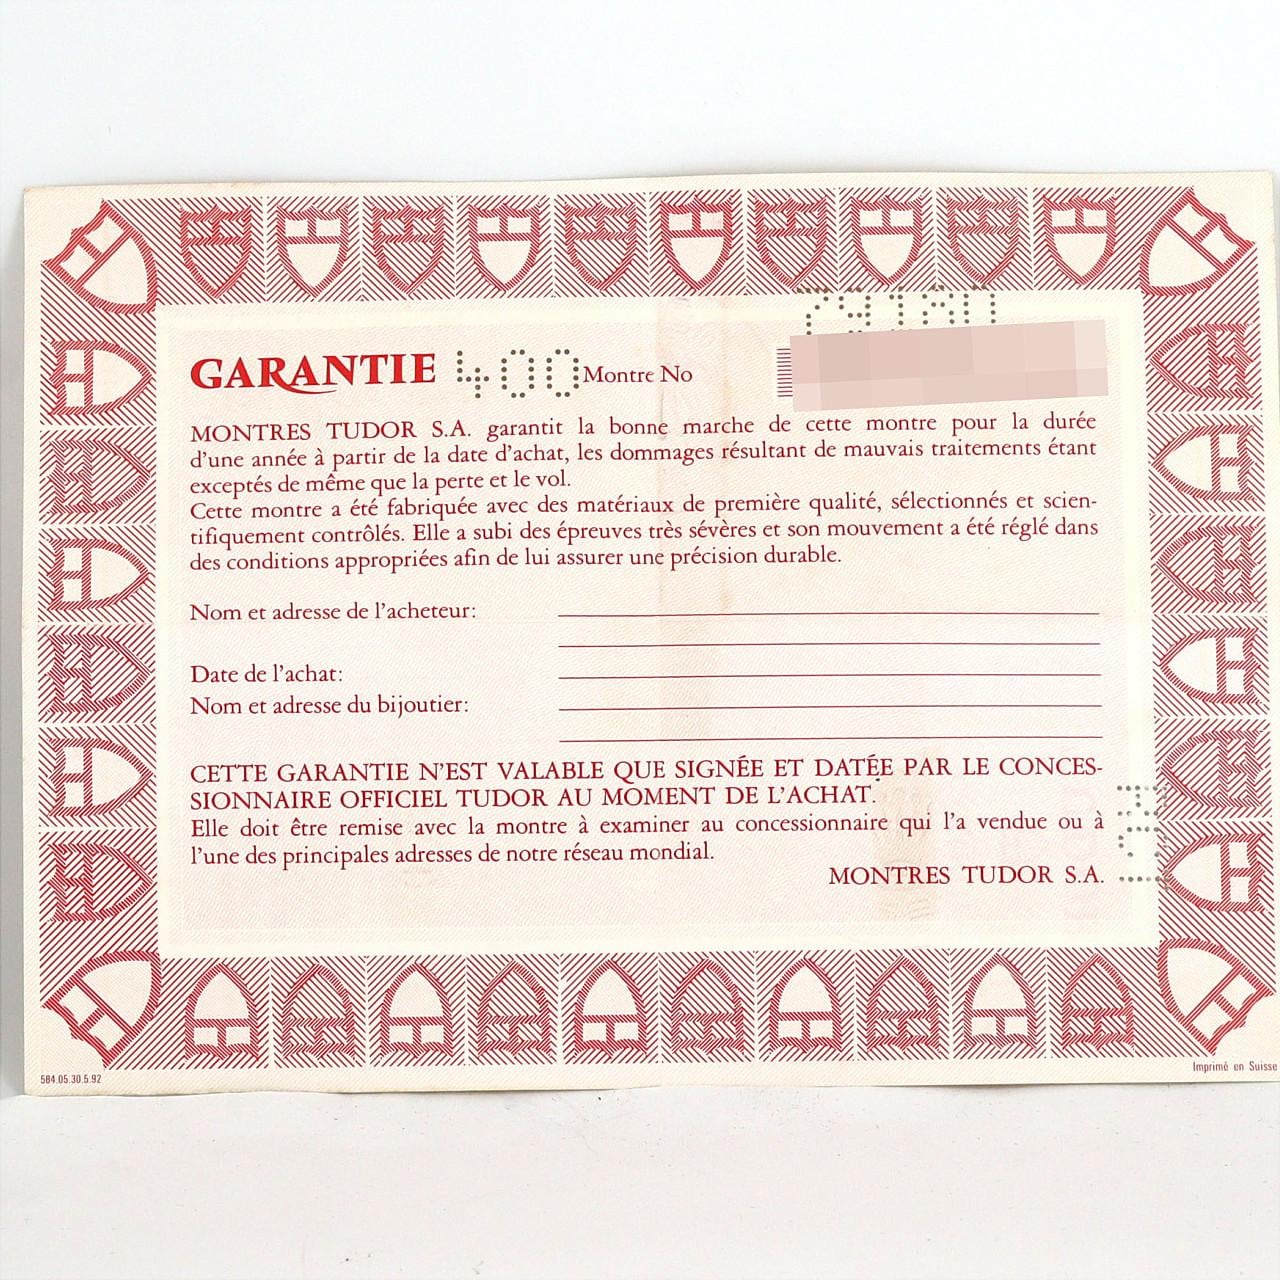 79180
GARANTIE 400 Montre No
MONTRES TUDOR S.A. garantit la bonne marche de cette montre pour la durée
d'une année à partir de la date d'achat, les dommages résultant de mauvais traitements étant
exceptés de même que la perte et le vol.
Cette montre a été fabriquée avec des matériaux de première qualité, sélectionnés et scien-
tifiquement contrôlés. Elle a subi des épreuves très sévères et son mouvement a été réglé dans
des conditions appropriées afin de lui assurer une précision durable.
Nom et adresse de l'acheteur:
Date de l'achat:
Nom et adresse du bijoutier:
CETTE GARANTIE N'EST VALABLE QUE SIGNÉE ET DATÉE PAR LE CONCES-
SIONNAIRE OFFICIEL TUDOR AU MOMENT DE L'ACHAT.
Elle doit être remise avec la montre à examiner au concessionnaire qui l'a vendue ou à
l'une des principales adresses de notre réseau mondial.
MONTRES TUDOR S.A.
584.05.30.5.92
Imprimé en Suisse